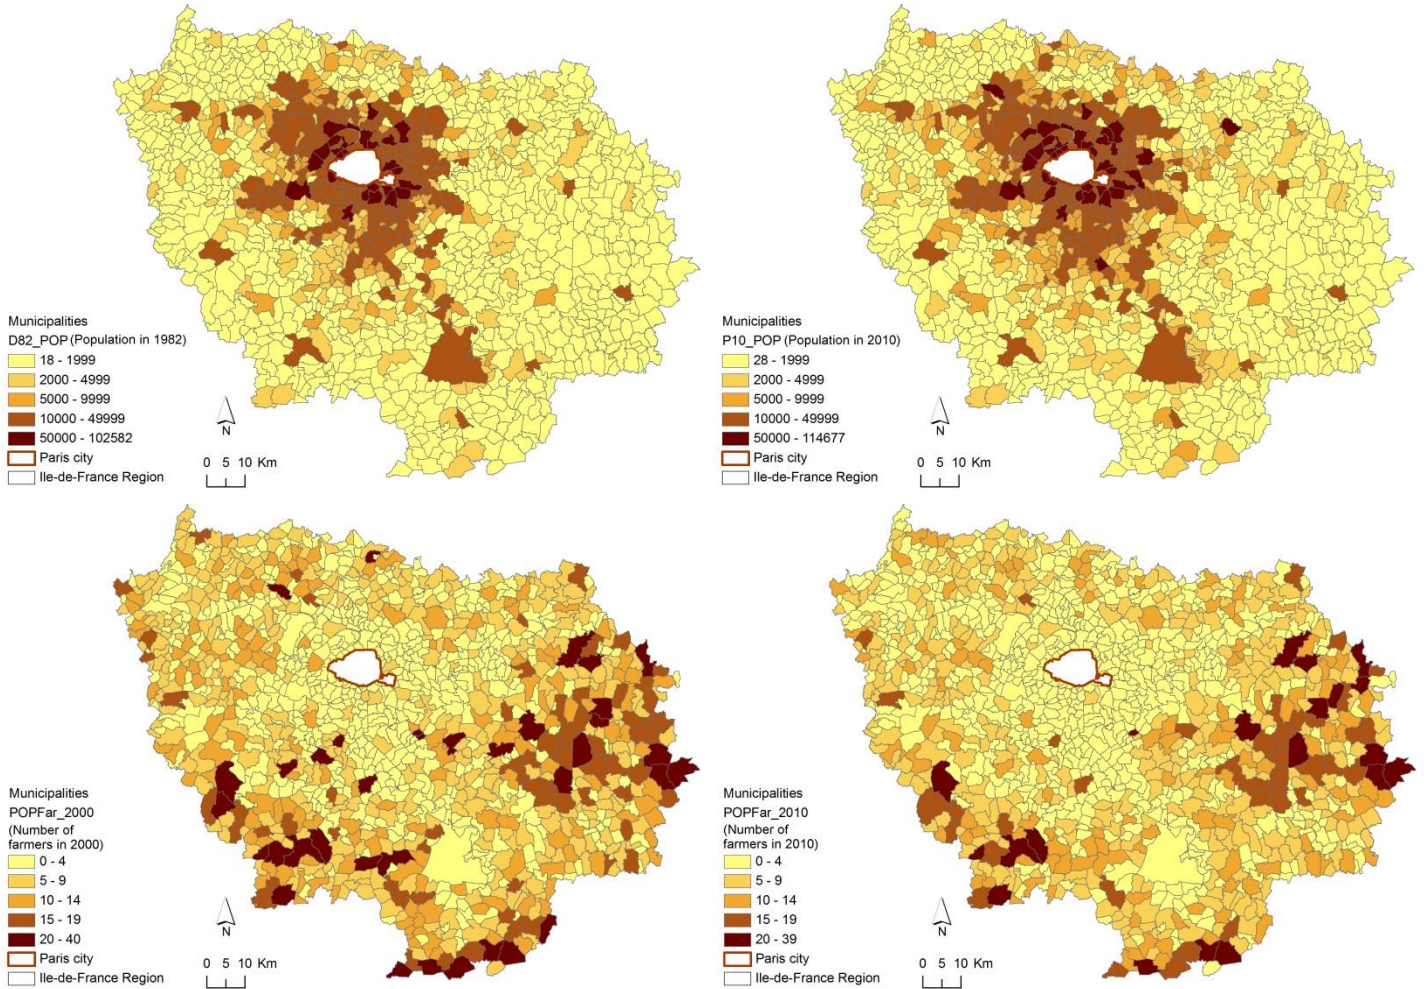 Municipalities
D82_POP (Population in 1982)
18 - 1999
2000 - 4999
5000 - 9999
10000 - 49999
50000 - 102582
Paris city
Ile-de-France Region
N
0 5 10 Km
Municipalities
P10_POP (Population in 2010)
28 - 1999
2000 - 4999
5000 - 9999
10000 - 49999
50000 - 114677
Paris city
Ile-de-France Region
N
0 5 10 Km
Municipalities
POPFar_2000
(Number of
farmers in 2000)
0 - 4
5 - 9
10 - 14
15 - 19
20 - 40
Paris city
Ile-de-France Region
N
0 5 10 Km
Municipalities
POPFar_2010
(Number of
farmers in 2010)
0 - 4
5 - 9
10 - 14
15 - 19
20 - 39
Paris city
Ile-de-France Region
N
0 5 10 Km